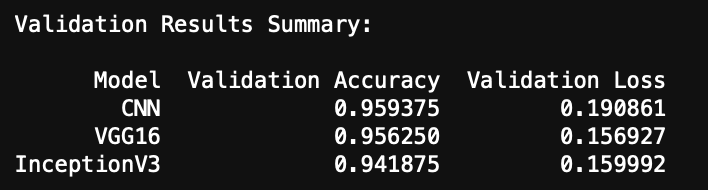 Validation Results Summary:
Model Validation Accuracy Validation Loss
CNN 0.959375 0.190861
VGG16 0.956250 0.156927
InceptionV3 0.941875 0.159992